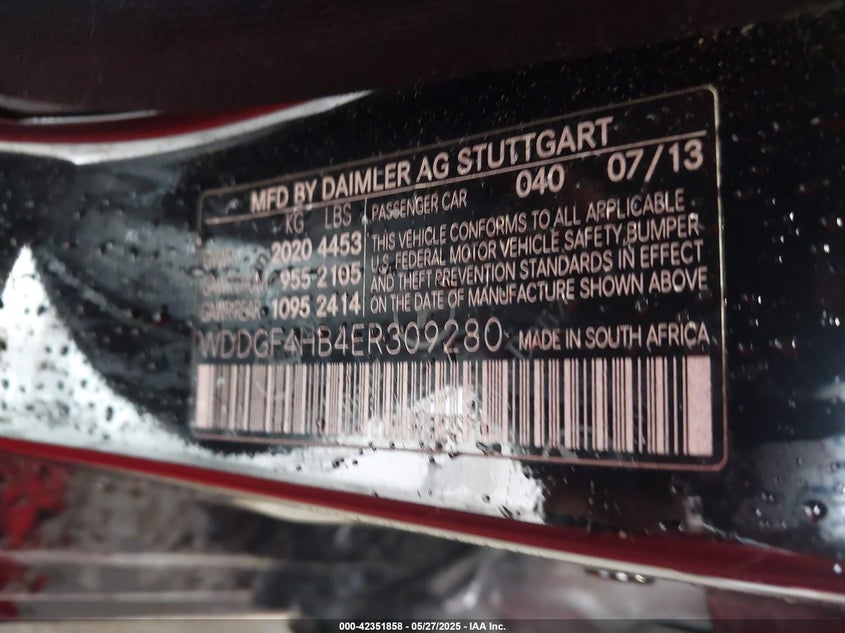 MFD BY DAIMLER AG STUTTGART
KG LBS
PASSENGER CAR 040 07/13
2020 4453
955-2105
GAWR REAR 1095 2414
THIS VEHICLE CONFORMS TO ALL APPLICABLE
U.S. FEDERAL MOTOR VEHICLE SAFETY BUMPER
AND THEFT PREVENTION STANDARDS IN EFFECT
ON THE DATE OF MANUFACTURE SHOWN ABOVE
WDDGF4HB4ER309280 MADE IN SOUTH AFRICA
000-42351858 - 05/27/2025 - IAA Inc.